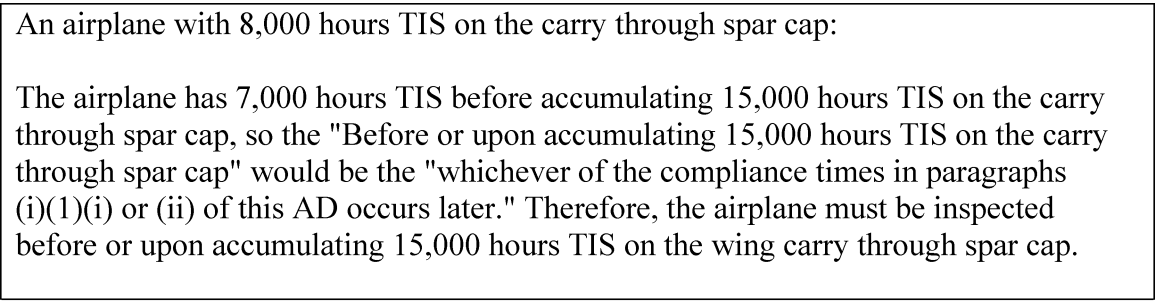 An airplane with 8,000 hours TIS on the carry through spar cap:
The airplane has 7,000 hours TIS before accumulating 15,000 hours TIS on the carry
through spar cap, so the "Before or upon accumulating 15,000 hours TIS on the carry
through spar cap" would be the "whichever of the compliance times in paragraphs
(i)(1)(i) or (ii) of this AD occurs later." Therefore, the airplane must be inspected
before or upon accumulating 15,000 hours TIS on the wing carry through spar cap.